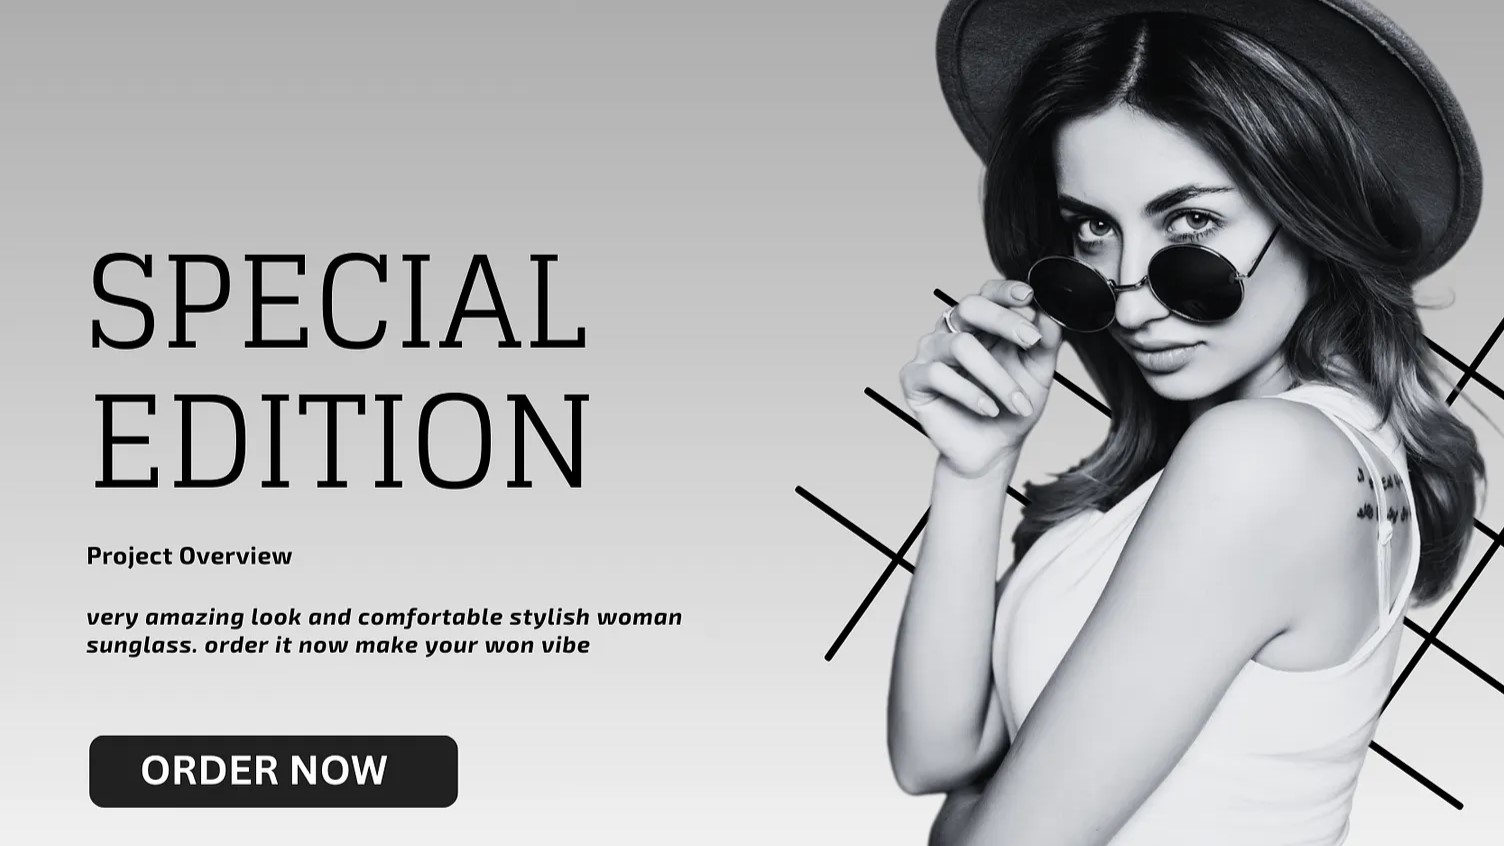 SPECIAL
EDITION
Project Overview
very amazing look and comfortable stylish woman
sunglass. order it now make your won vibe
ORDER NOW